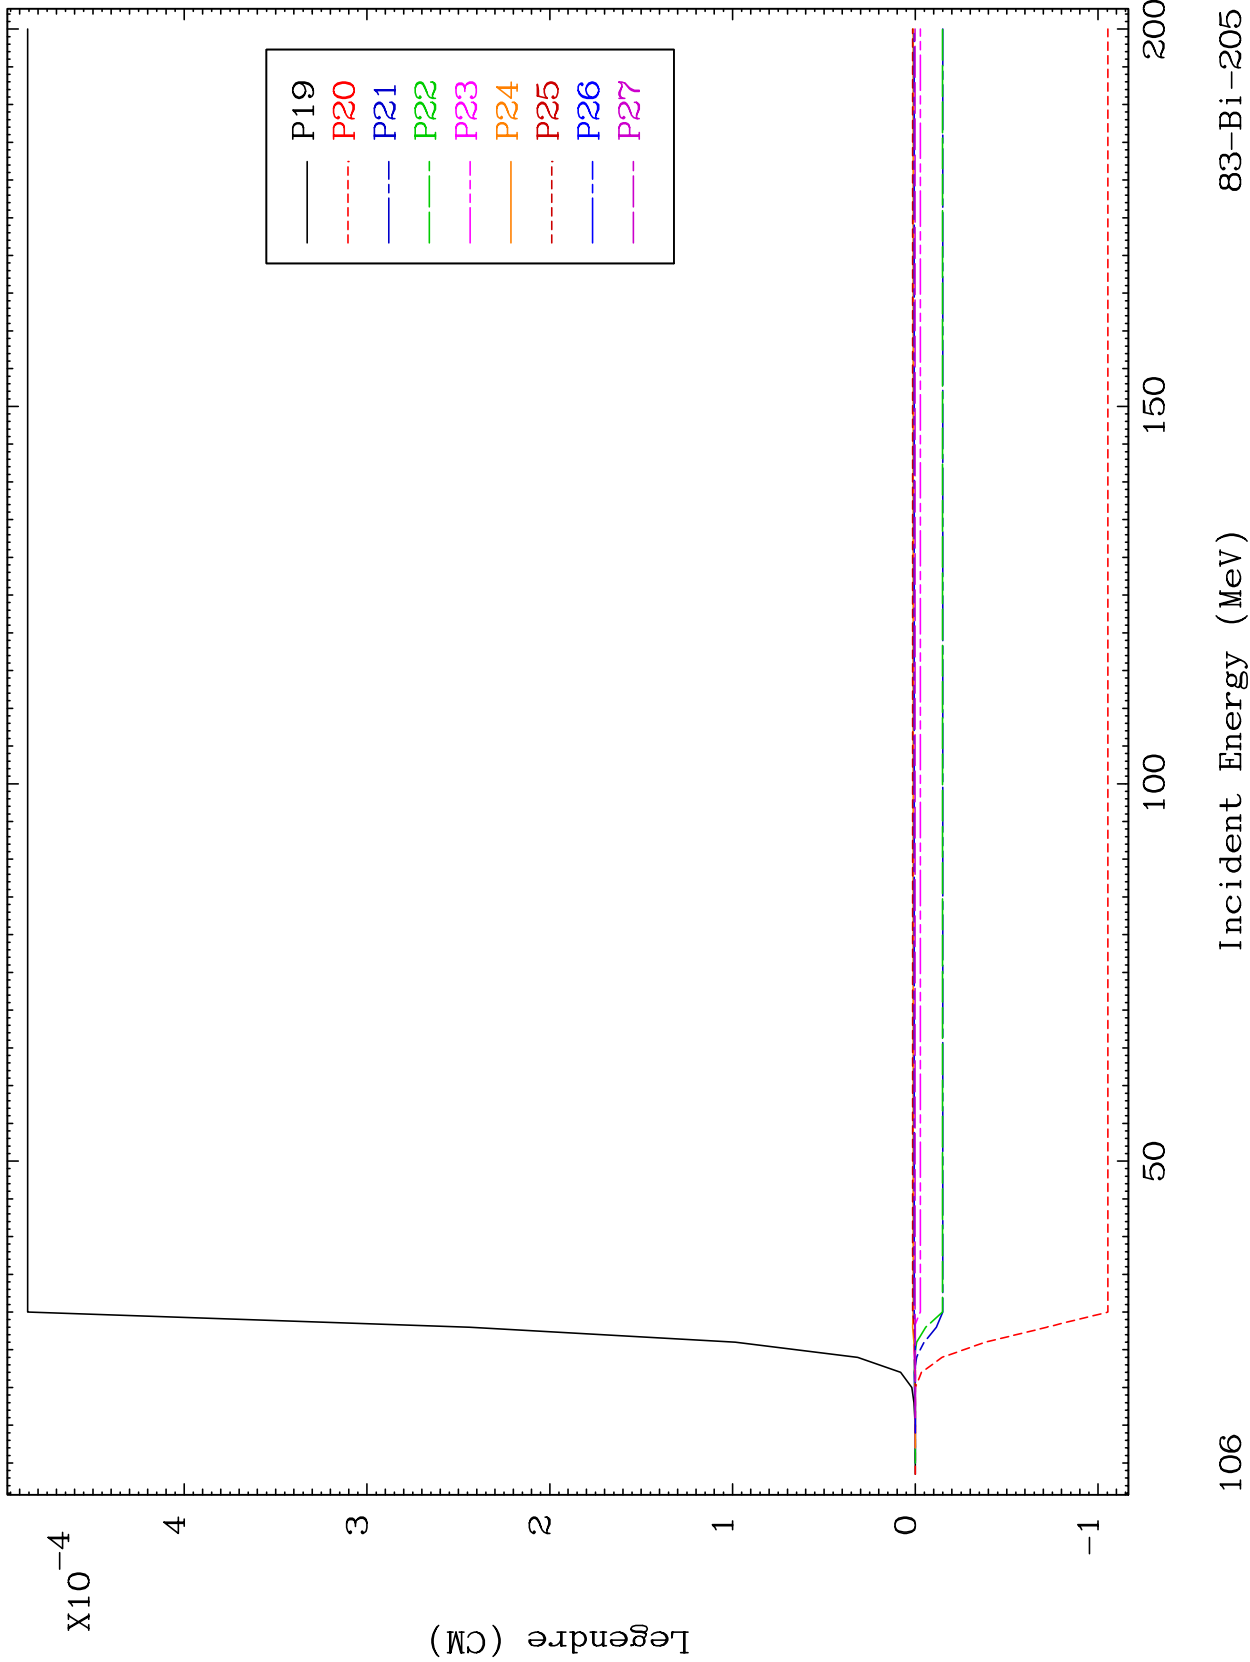 X10-4
4
3
2
1
0
-1
Legendre (CM)
P19
P20
P21
P22
P23
P24
P25
P26
P27
50
100
150
200
Incident Energy (MeV)
106
83-Bi-205